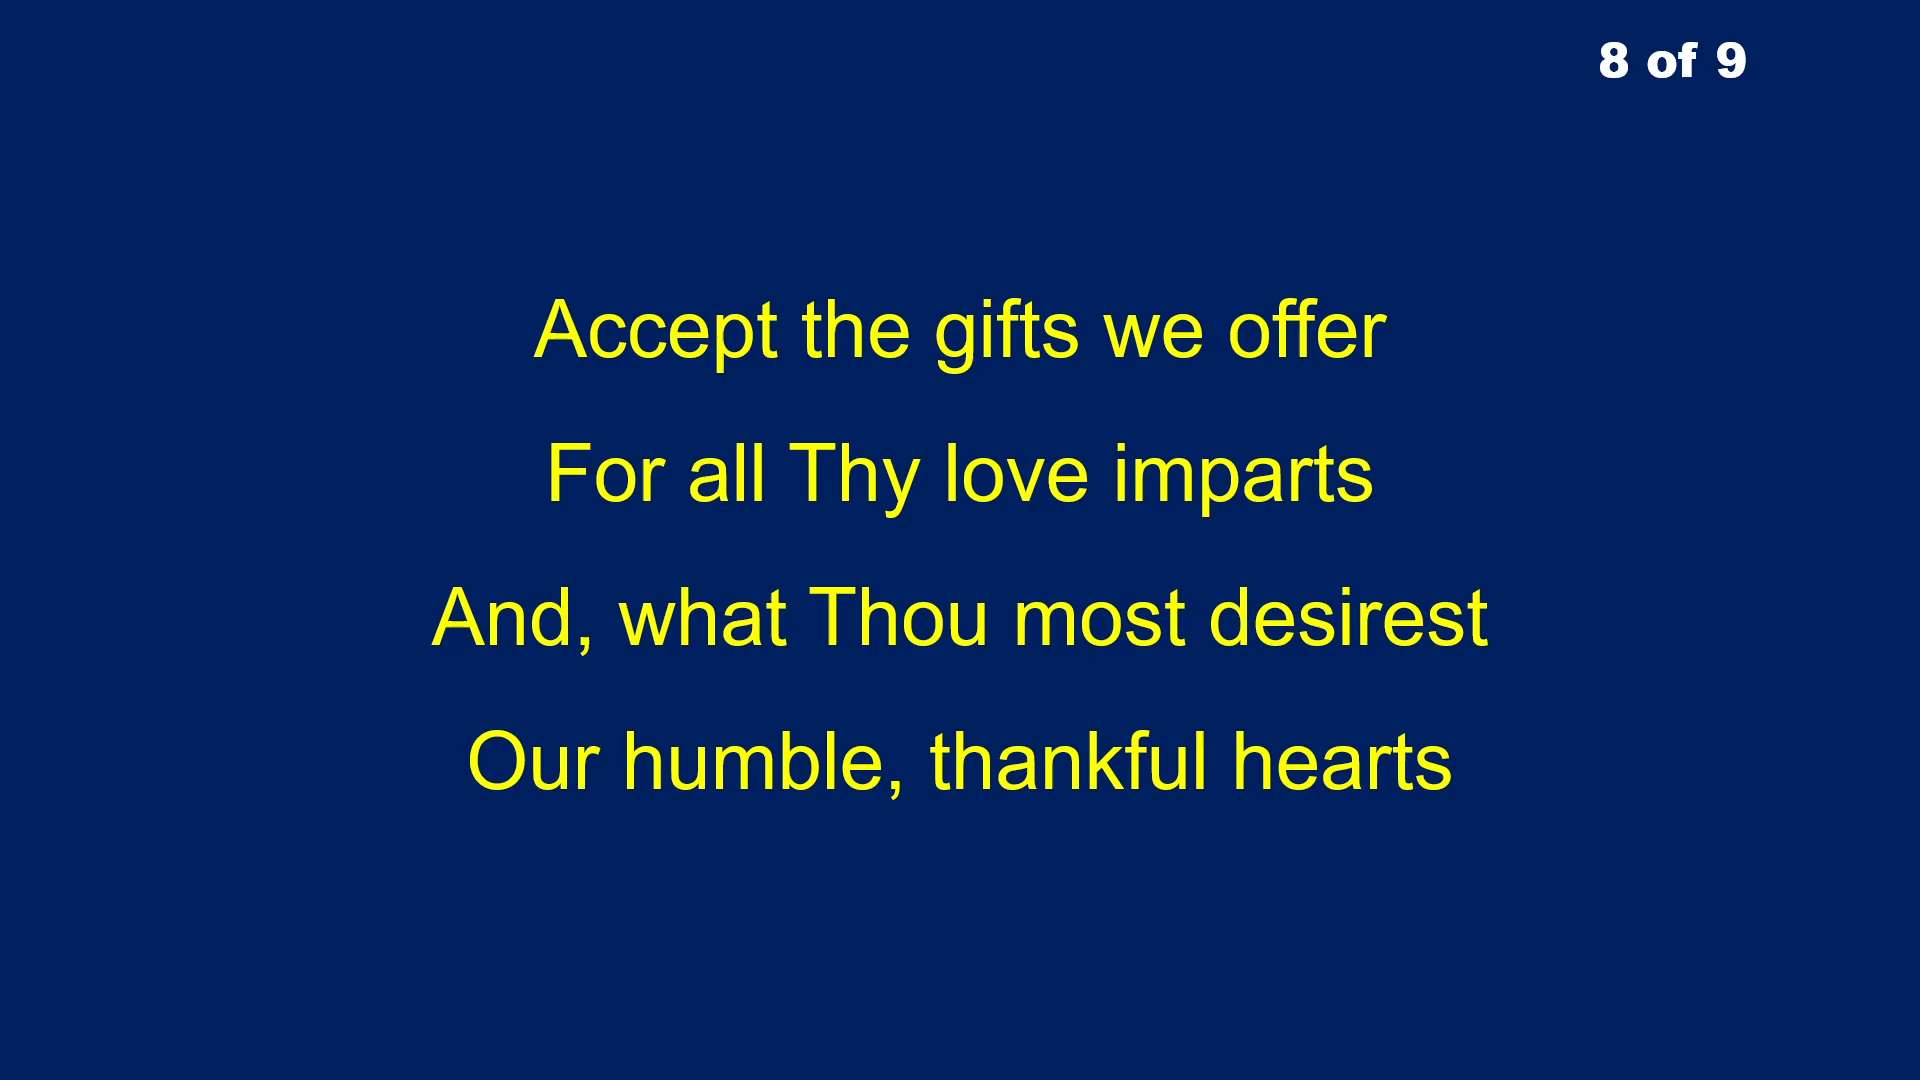 8 of 9
Accept the gifts we offer
For all Thy love imparts
And, what Thou most desirest
Our humble, thankful hearts